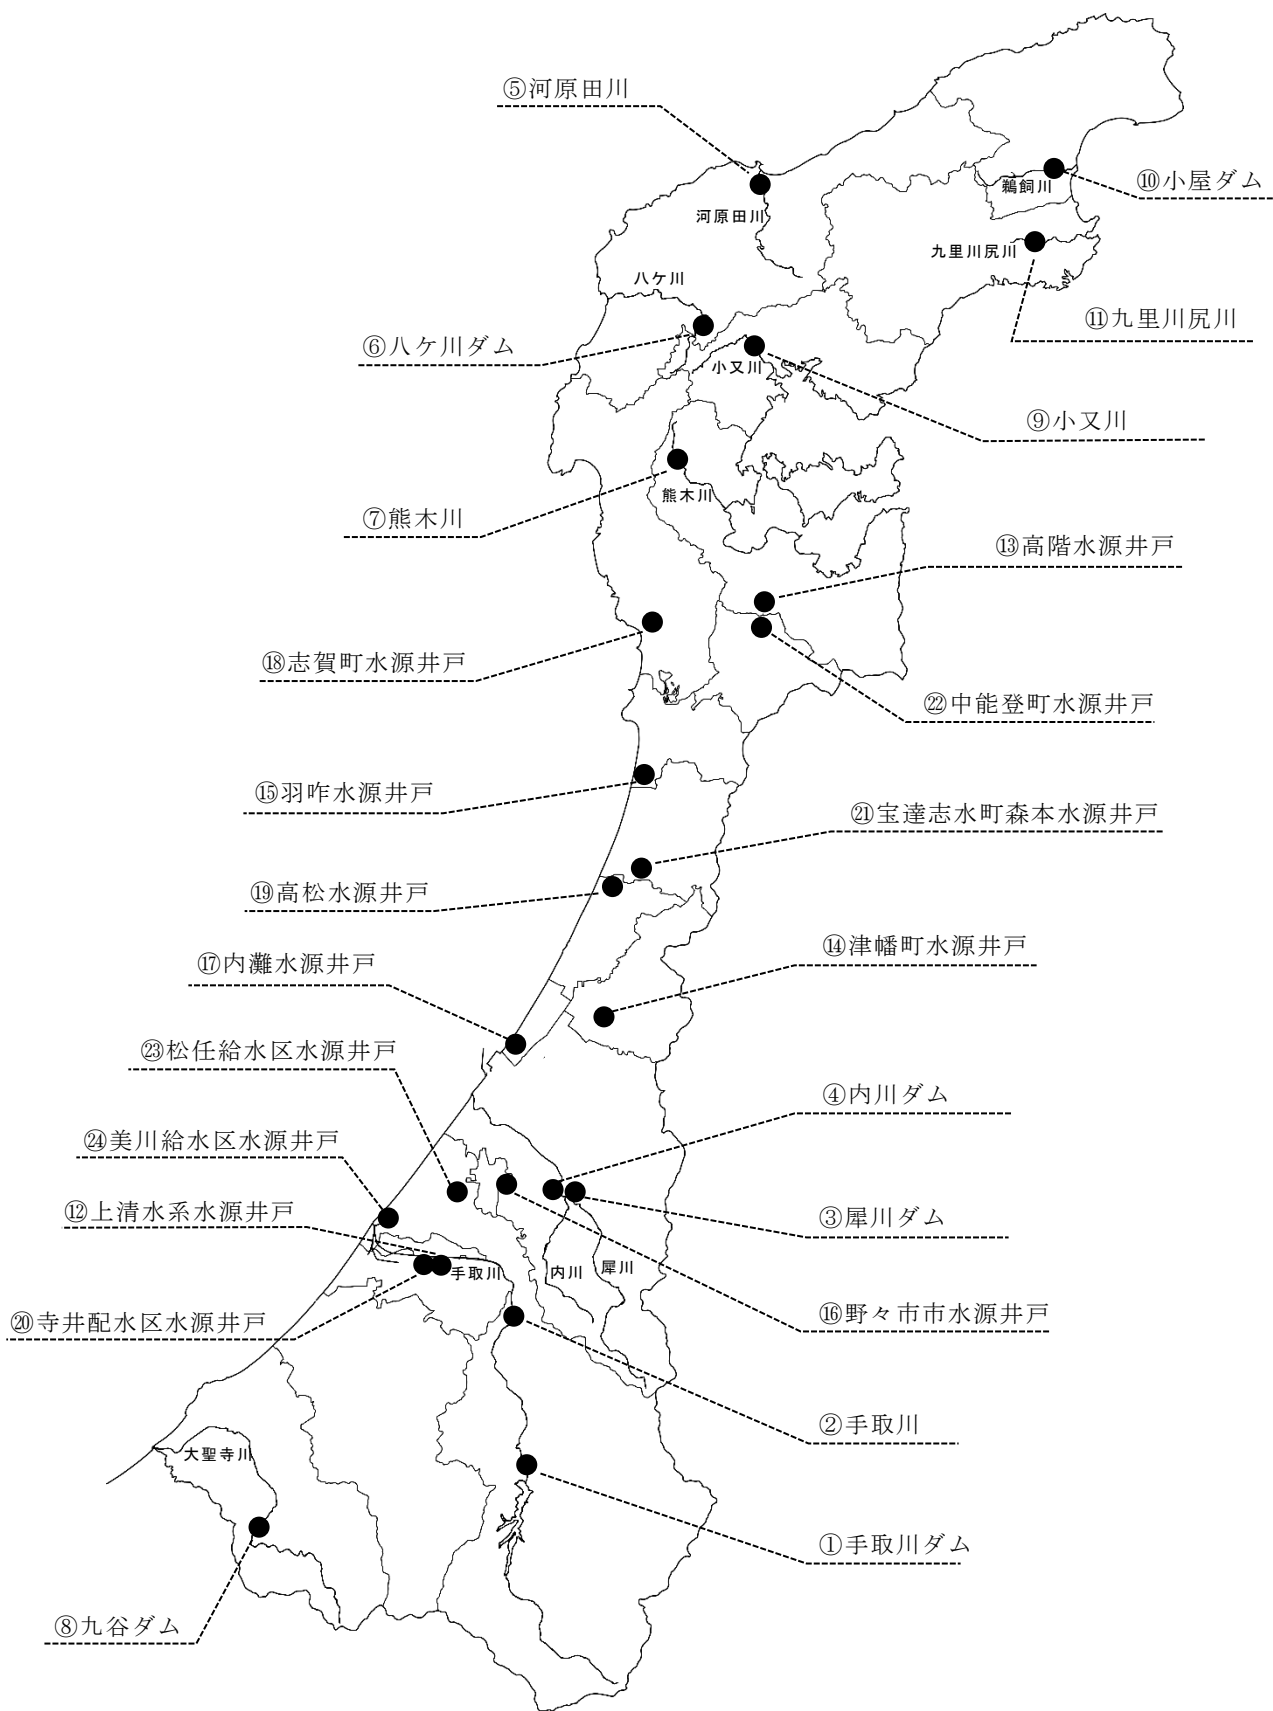 ⑤河原田川
⑩小屋ダム
鵜飼川
河原田川
九里川尻川
八ケ川
⑪九里川尻川
⑥八ケ川ダム
小又川
⑨小又川
熊木川
⑦熊木川
⑬高階水源井戸
⑱志賀町水源井戸
㉒中能登町水源井戸
⑮羽咋水源井戸
㉑宝達志水町森本水源井戸
⑲高松水源井戸
⑭津幡町水源井戸
⑰内灘水源井戸
㉓松任給水区水源井戸
④内川ダム
㉔美川給水区水源井戸
⑫上清水系水源井戸
③犀川ダム
手取川
内川
犀川
⑳寺井配水区水源井戸
⑯野々市市水源井戸
②手取川
大聖寺川
①手取川ダム
⑧九谷ダム